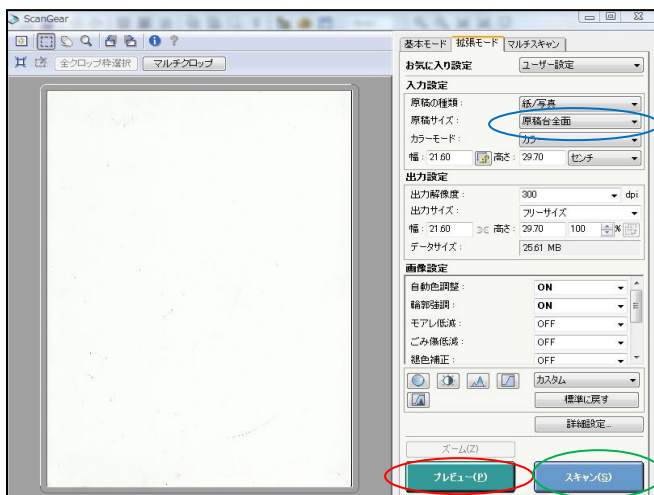 ScanGear
基本モード 拡張モード マルチスキャン
全クロップ枠選択 マルチクロップ
お気に入り設定 ユーザー設定
入力設定
原稿の種類： 紙/写真
原稿サイズ： 原稿台全面
カラーモード： カラー
幅： 21.60 高さ： 29.70 センチ
出力設定
出力解像度： 300 dpi
出力サイズ： フリーサイズ
幅： 21.60 高さ： 29.70 100 %
データサイズ： 25.61 MB
画像設定
自動色調整： ON
輪郭強調： ON
モアレ低減： OFF
ごみ傷低減： OFF
褪色補正： OFF
カスタム
標準に戻す
詳細設定...
ズーム(Z)
プレビュー(P) スキャン(S)